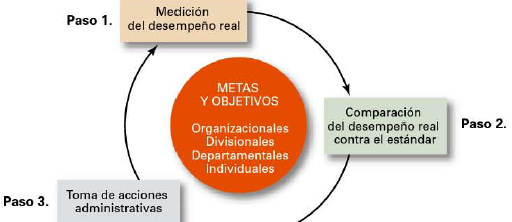 Paso 1.
Medición
del desempeño real
METAS
Y OBJETIVOS
Organizacionales
Divisionales
Departamentales
Individuales
Comparación
del desempeño real
contra el estándar
Paso 2.
Paso 3.
Toma de acciones
administrativas